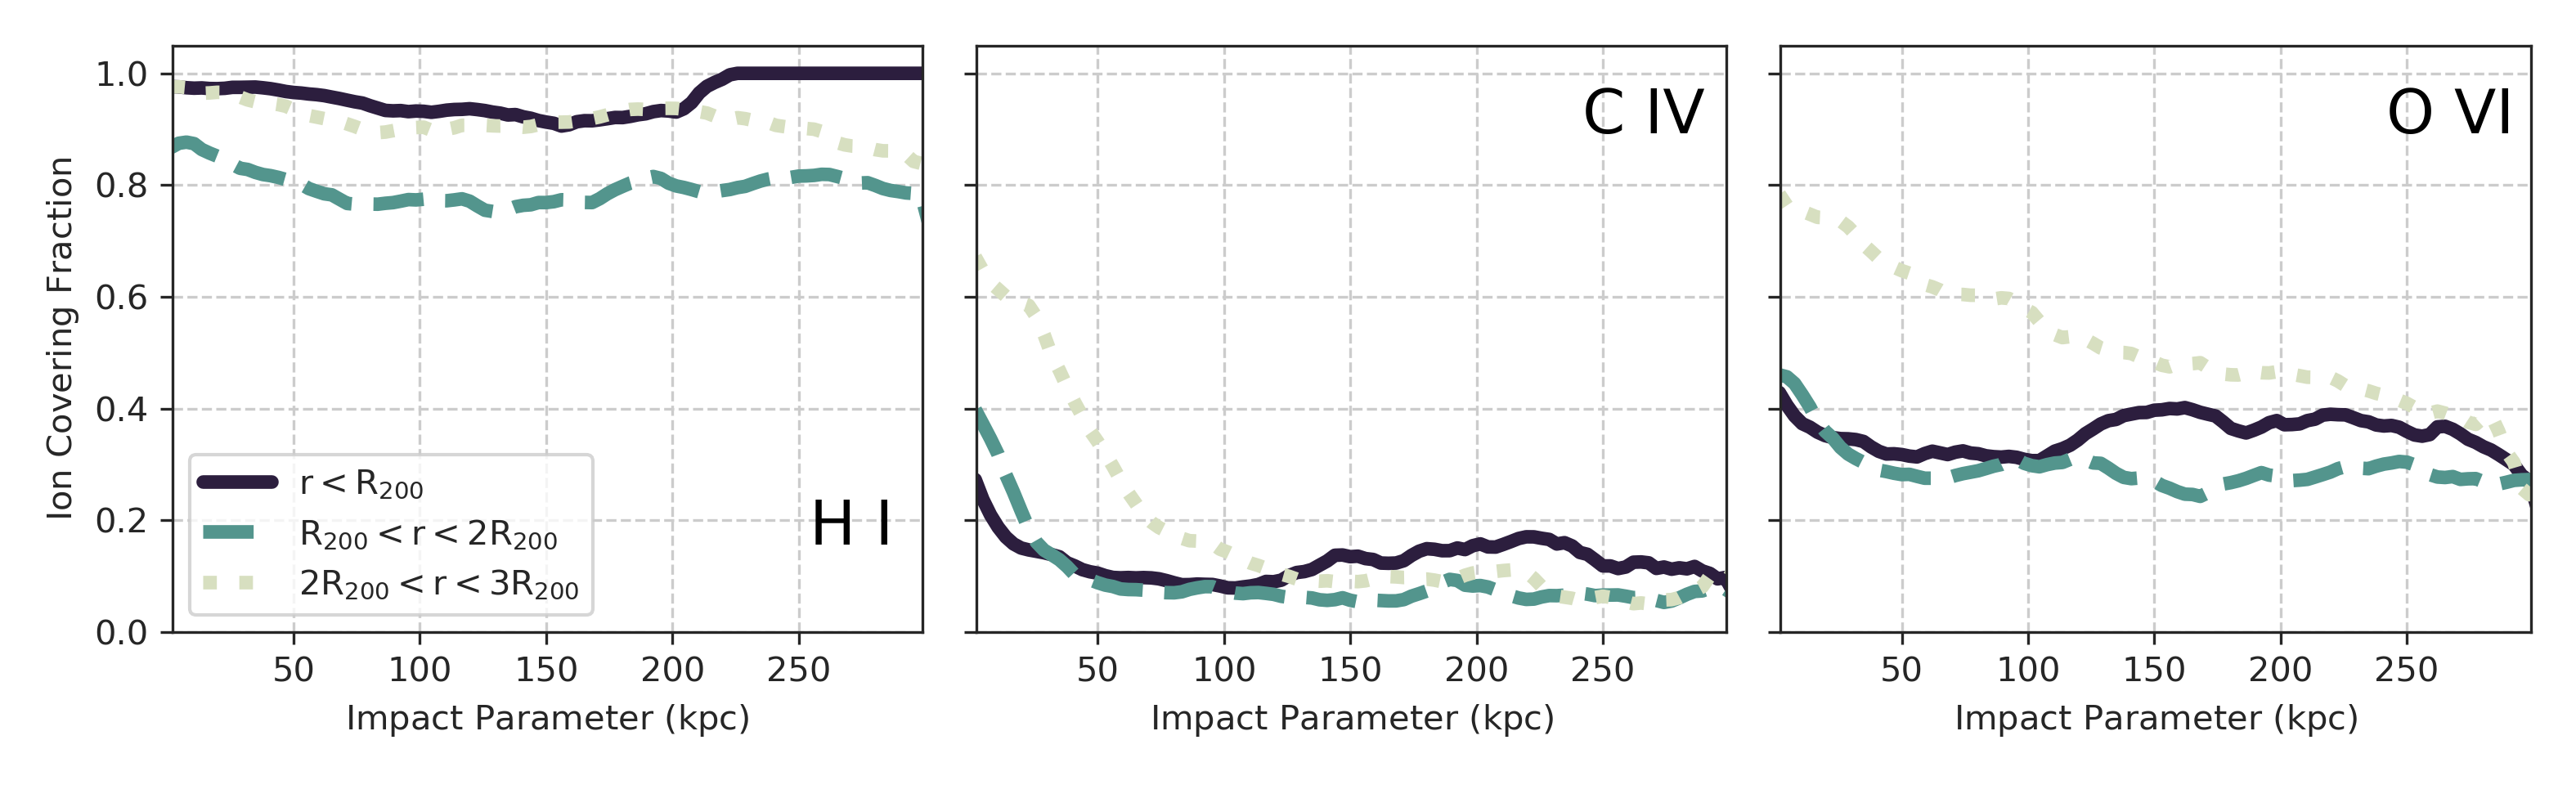 Ion Covering Fraction
1.0
0.8
0.6
0.4
0.2
0.0
r < R200
R200 < r < 2R200
2R200 < r < 3R200
H I
50 100 150 200 250
Impact Parameter (kpc)
C IV
50 100 150 200 250
Impact Parameter (kpc)
O VI
50 100 150 200 250
Impact Parameter (kpc)